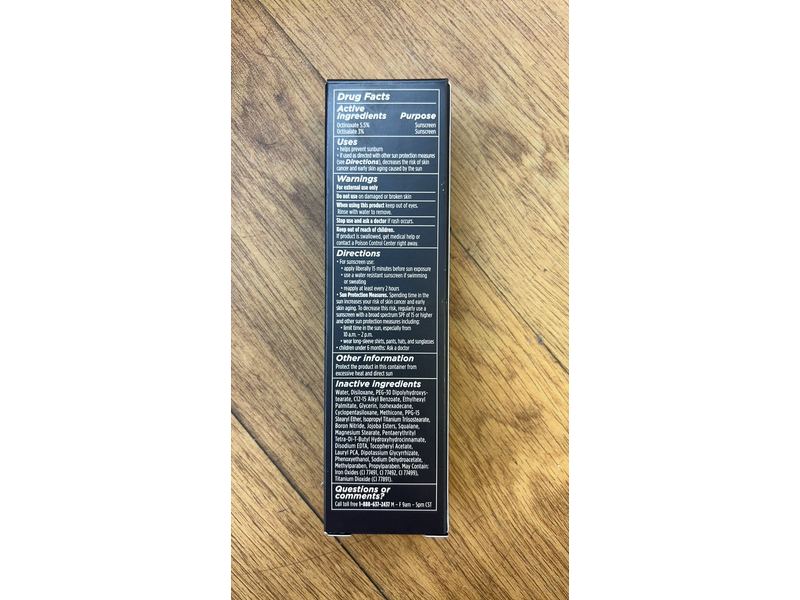 Drug Facts
Active
ingredients Purpose
Octinoxate 5.5% Sunscreen
Octisalate 3% Sunscreen
Uses
• helps prevent sunburn
• if used as directed with other sun protection measures
(see Directions), decreases the risk of skin
cancer and early skin aging caused by the sun
Warnings
For external use only
Do not use on damaged or broken skin
When using this product keep out of eyes.
Rinse with water to remove.
Stop use and ask a doctor if rash occurs.
Keep out of reach of children.
If product is swallowed, get medical help or
contact a Poison Control Center right away.
Directions
• For sunscreen use:
• apply liberally 15 minutes before sun exposure
• use a water resistant sunscreen if swimming
or sweating
• reapply at least every 2 hours
• Sun Protection Measures. Spending time in the
sun increases your risk of skin cancer and early
skin aging. To decrease this risk, regularly use a
sunscreen with a broad spectrum SPF of 15 or higher
and other sun protection measures including:
• limit time in the sun, especially from
10 a.m. – 2 p.m.
• wear long-sleeve shirts, pants, hats, and sunglasses
• children under 6 months: Ask a doctor
Other information
Protect the product in this container from
excessive heat and direct sun
Inactive ingredients
Water, Disiloxane, PEG-30 Dipolyhydroxys-
tearate, C12-15 Alkyl Benzoate, Ethylhexyl
Palmitate, Glycerin, Isohexadecane,
Cyclopentasiloxane, Methicone, PPG-15
Stearyl Ether, Isopropyl Titanium Triisostearate,
Boron Nitride, Jojoba Esters, Squalane,
Magnesium Stearate, Pentaerythrityl
Tetra-Di-T-Butyl Hydroxyhydrocinnamate,
Disodium EDTA, Tocopheryl Acetate,
Lauryl PCA, Dipotassium Glycyrrhizate,
Phenoxyethanol, Sodium Dehydroacetate,
Methylparaben, Propylparaben. May Contain:
Iron Oxides (CI 77491, CI 77492, CI 77499),
Titanium Dioxide (CI 77891).
Questions or
comments?
Call toll free 1-888-637-2437 M – F 9am – 5pm CST